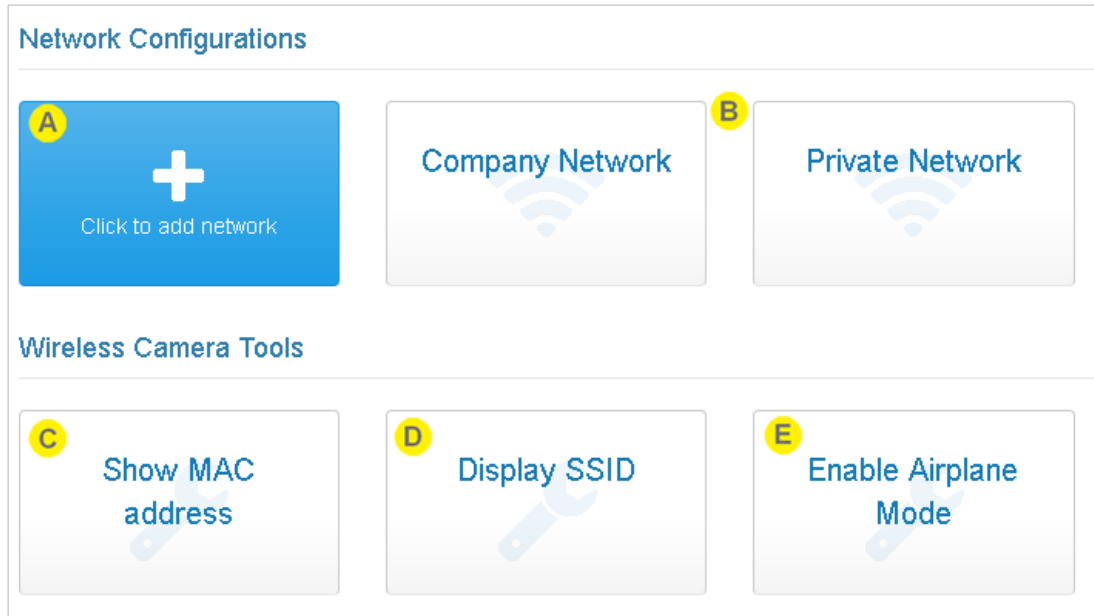 Network Configurations
A
Click to add network
Company Network
B
Private Network
Wireless Camera Tools
C
Show MAC
address
D
Display SSID
E
Enable Airplane
Mode